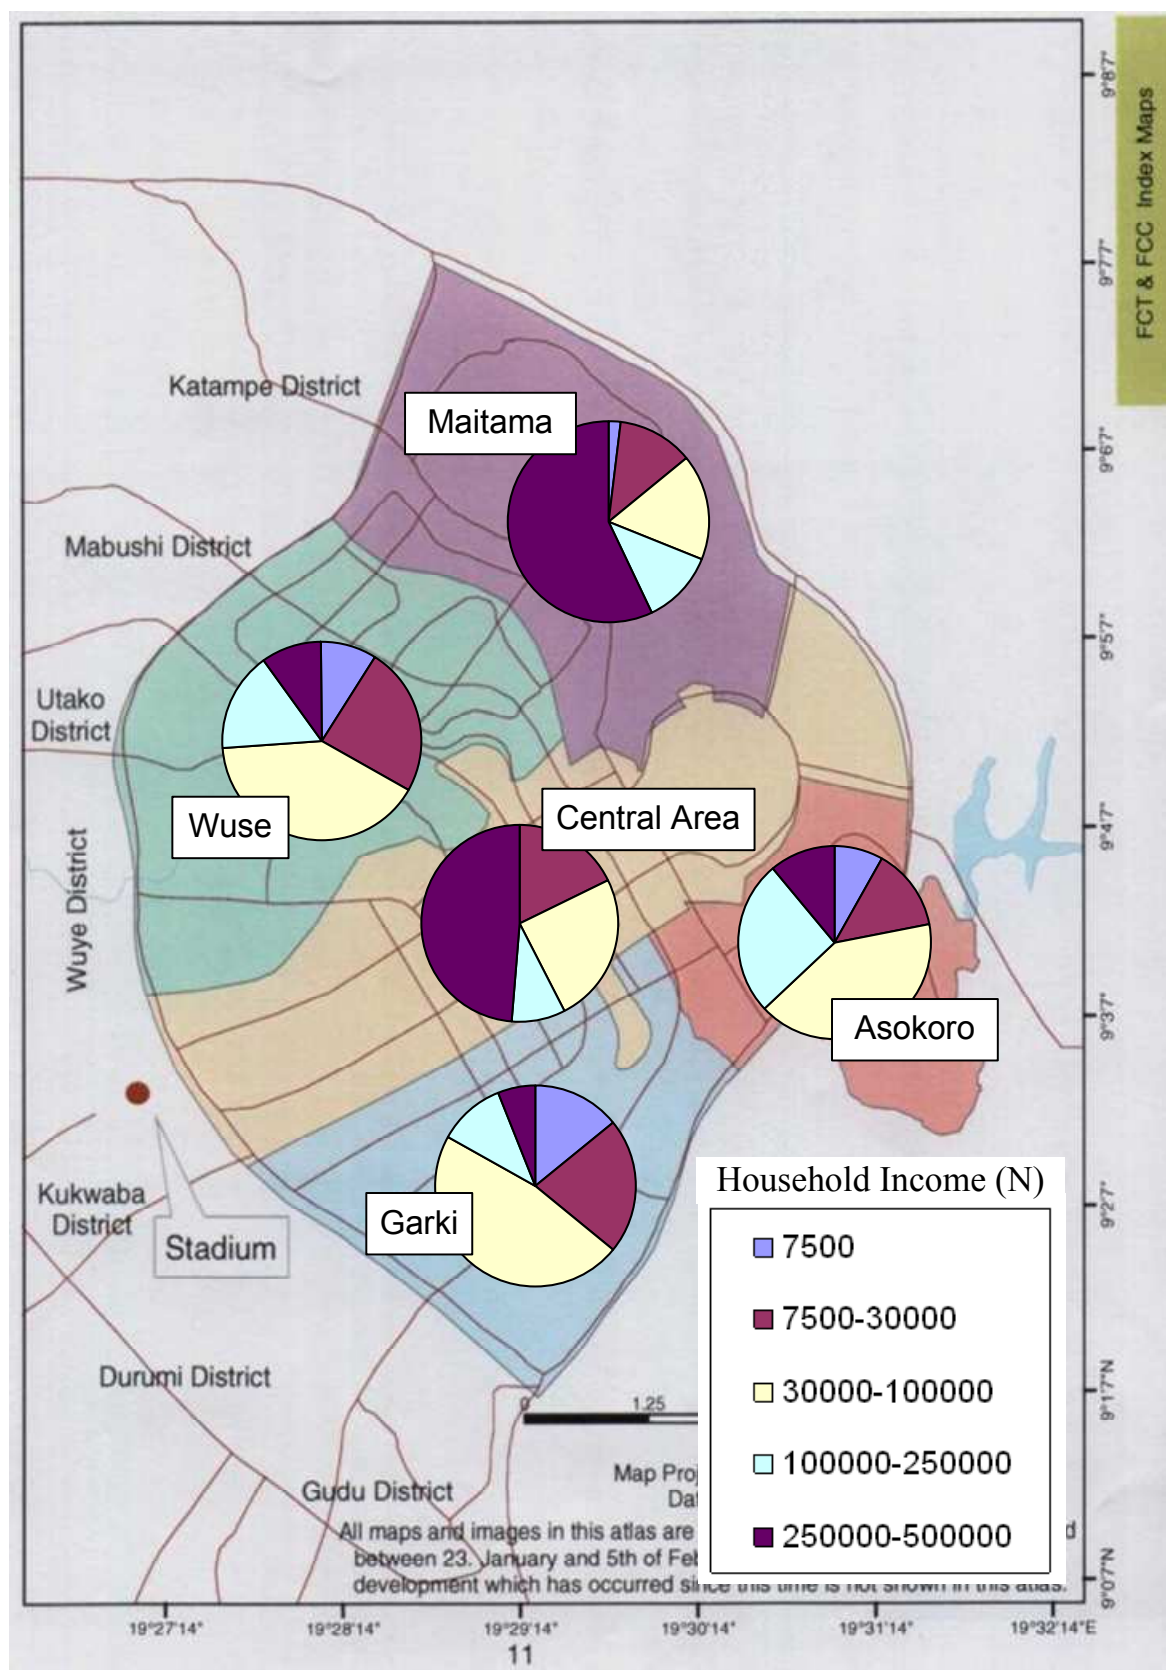 FCT & FCC Index Maps
9°8'7"
9°7'7"
9°6'7"
9°5'7"
9°4'7"
9°3'7"
9°2'7"
9°1'7"N
9°0'7"N
Katampe District
Maitama
Mabushi District
Utako
District
Wuse
Central Area
Wuye District
Asokoro
Kukwaba
District
Stadium
Garki
Durumi District
Gudu District
Household Income (N)
7500
7500-30000
30000-100000
100000-250000
250000-500000
0 1.25
Map Proj
Dat
All maps and images in this atlas are d
between 23. January and 5th of Feb
development which has occurred since this time is not shown in this atlas.
19°27'14" 19°28'14" 19°29'14" 19°30'14" 19°31'14" 19°32'14"E
11